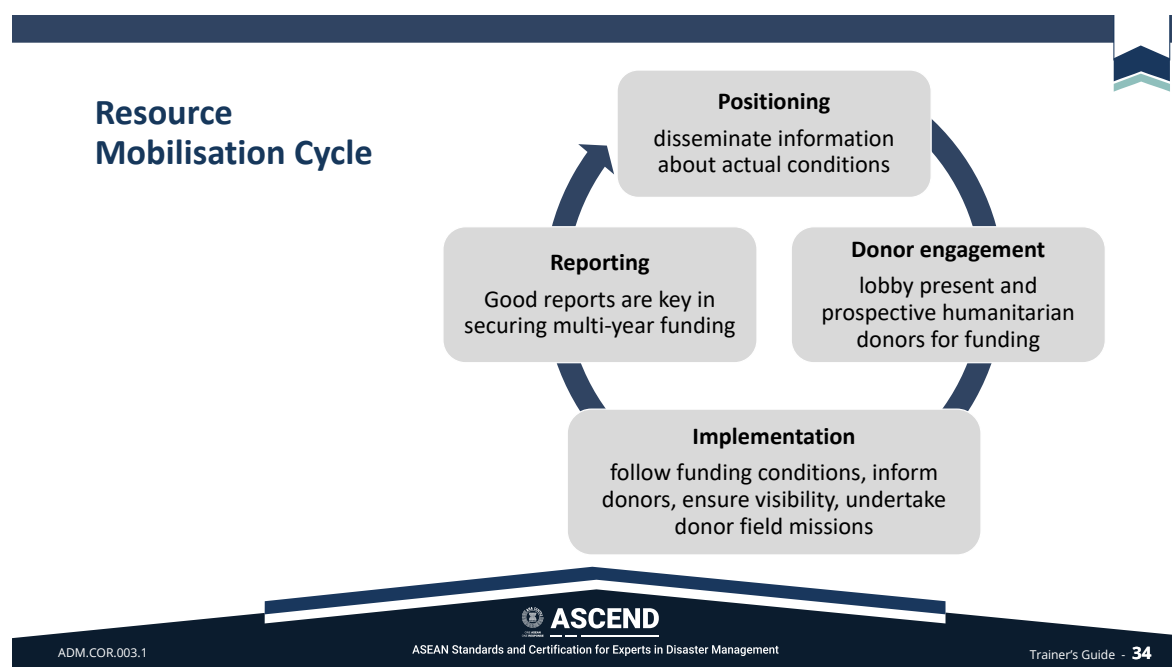 Resource
Mobilisation Cycle
Positioning
disseminate information
about actual conditions
Donor engagement
lobby present and
prospective humanitarian
donors for funding
Implementation
follow funding conditions, inform
donors, ensure visibility, undertake
donor field missions
Reporting
Good reports are key in
securing multi-year funding
ASCEND
ASEAN Standards and Certification for Experts in Disaster Management
ADM.COR.003.1
Trainer's Guide - 34